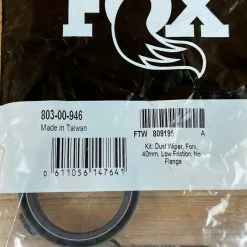 FOX
803-00-946
Made in Taiwan
FTW 809195 A
Kit: Dust Wiper, Fork,
40mm, Low Friction, No
Flange
0 611056 147641